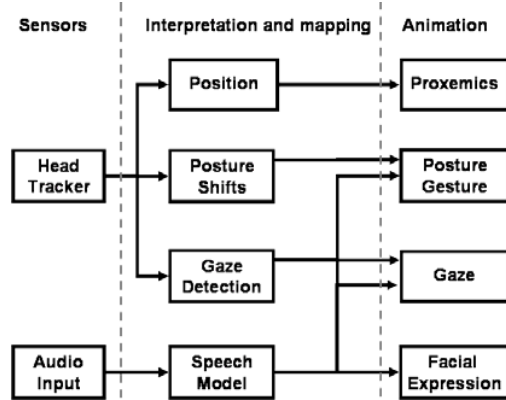 Sensors
Interpretation and mapping
Animation
Position
Proxemics
Head
Tracker
Posture
Shifts
Posture
Gesture
Gaze
Detection
Gaze
Audio
Input
Speech
Model
Facial
Expression